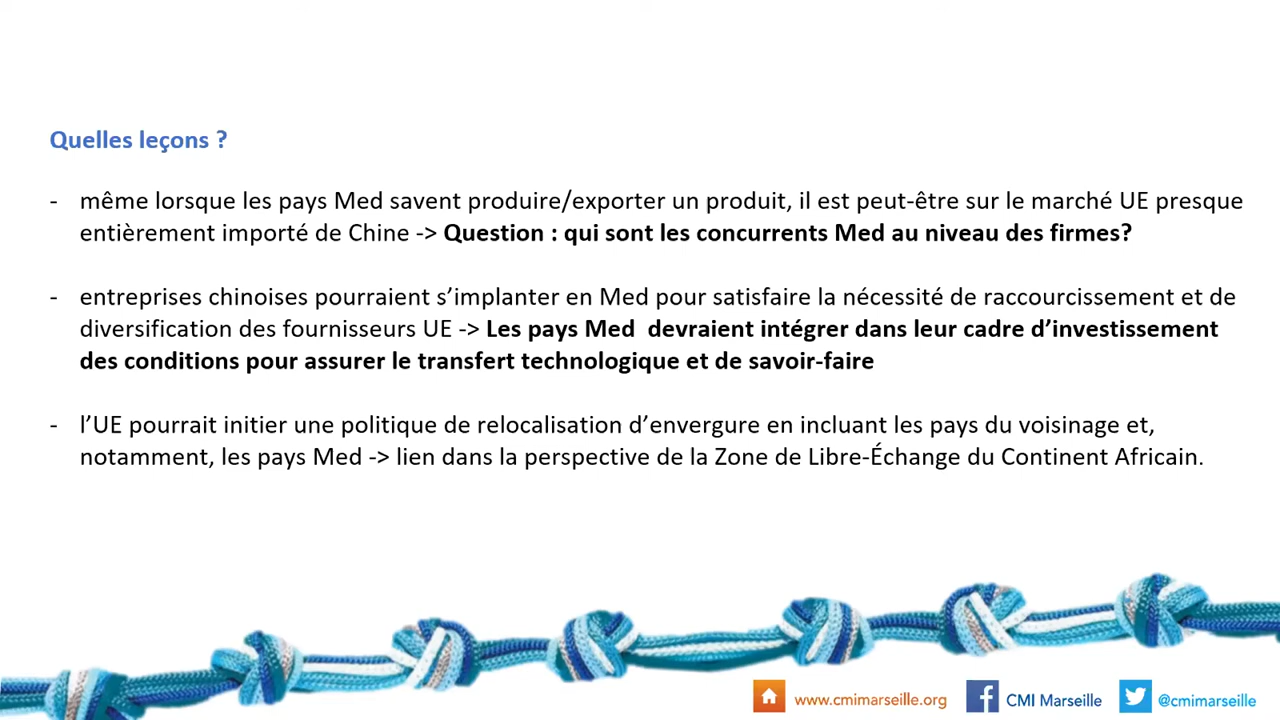 Quelles leçons ?
- même lorsque les pays Med savent produire/exporter un produit, il est peut-être sur le marché UE presque
entièrement importé de Chine -> Question : qui sont les concurrents Med au niveau des firmes?
- entreprises chinoises pourraient s’implanter en Med pour satisfaire la nécessité de raccourcissement et de
diversification des fournisseurs UE -> Les pays Med  devraient intégrer dans leur cadre d’investissement
des conditions pour assurer le transfert technologique et de savoir-faire
- l’UE pourrait initier une politique de relocalisation d’envergure en incluant les pays du voisinage et,
notamment, les pays Med -> lien dans la perspective de la Zone de Libre-Échange du Continent Africain.
www.cmimarseille.org CMI Marseille @cmimarseille